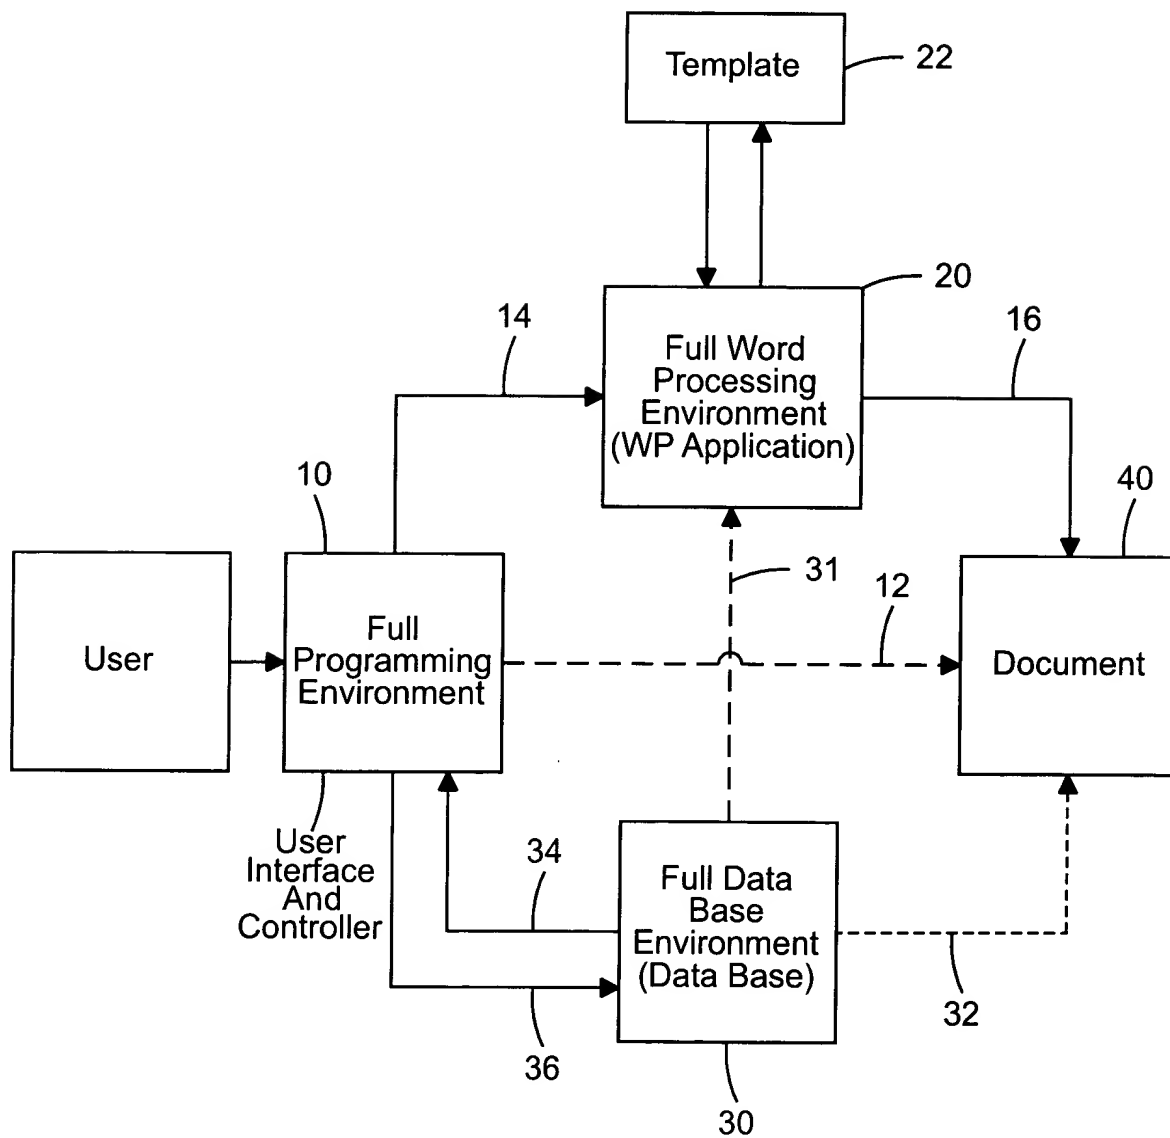 Template
22
20
14
16
Full Word
Processing
Environment
(WP Application)
10
40
31
12
User
Full
Programming
Environment
Document
User
Interface
And
Controller
34
Full Data
Base
Environment
(Data Base)
32
36
30